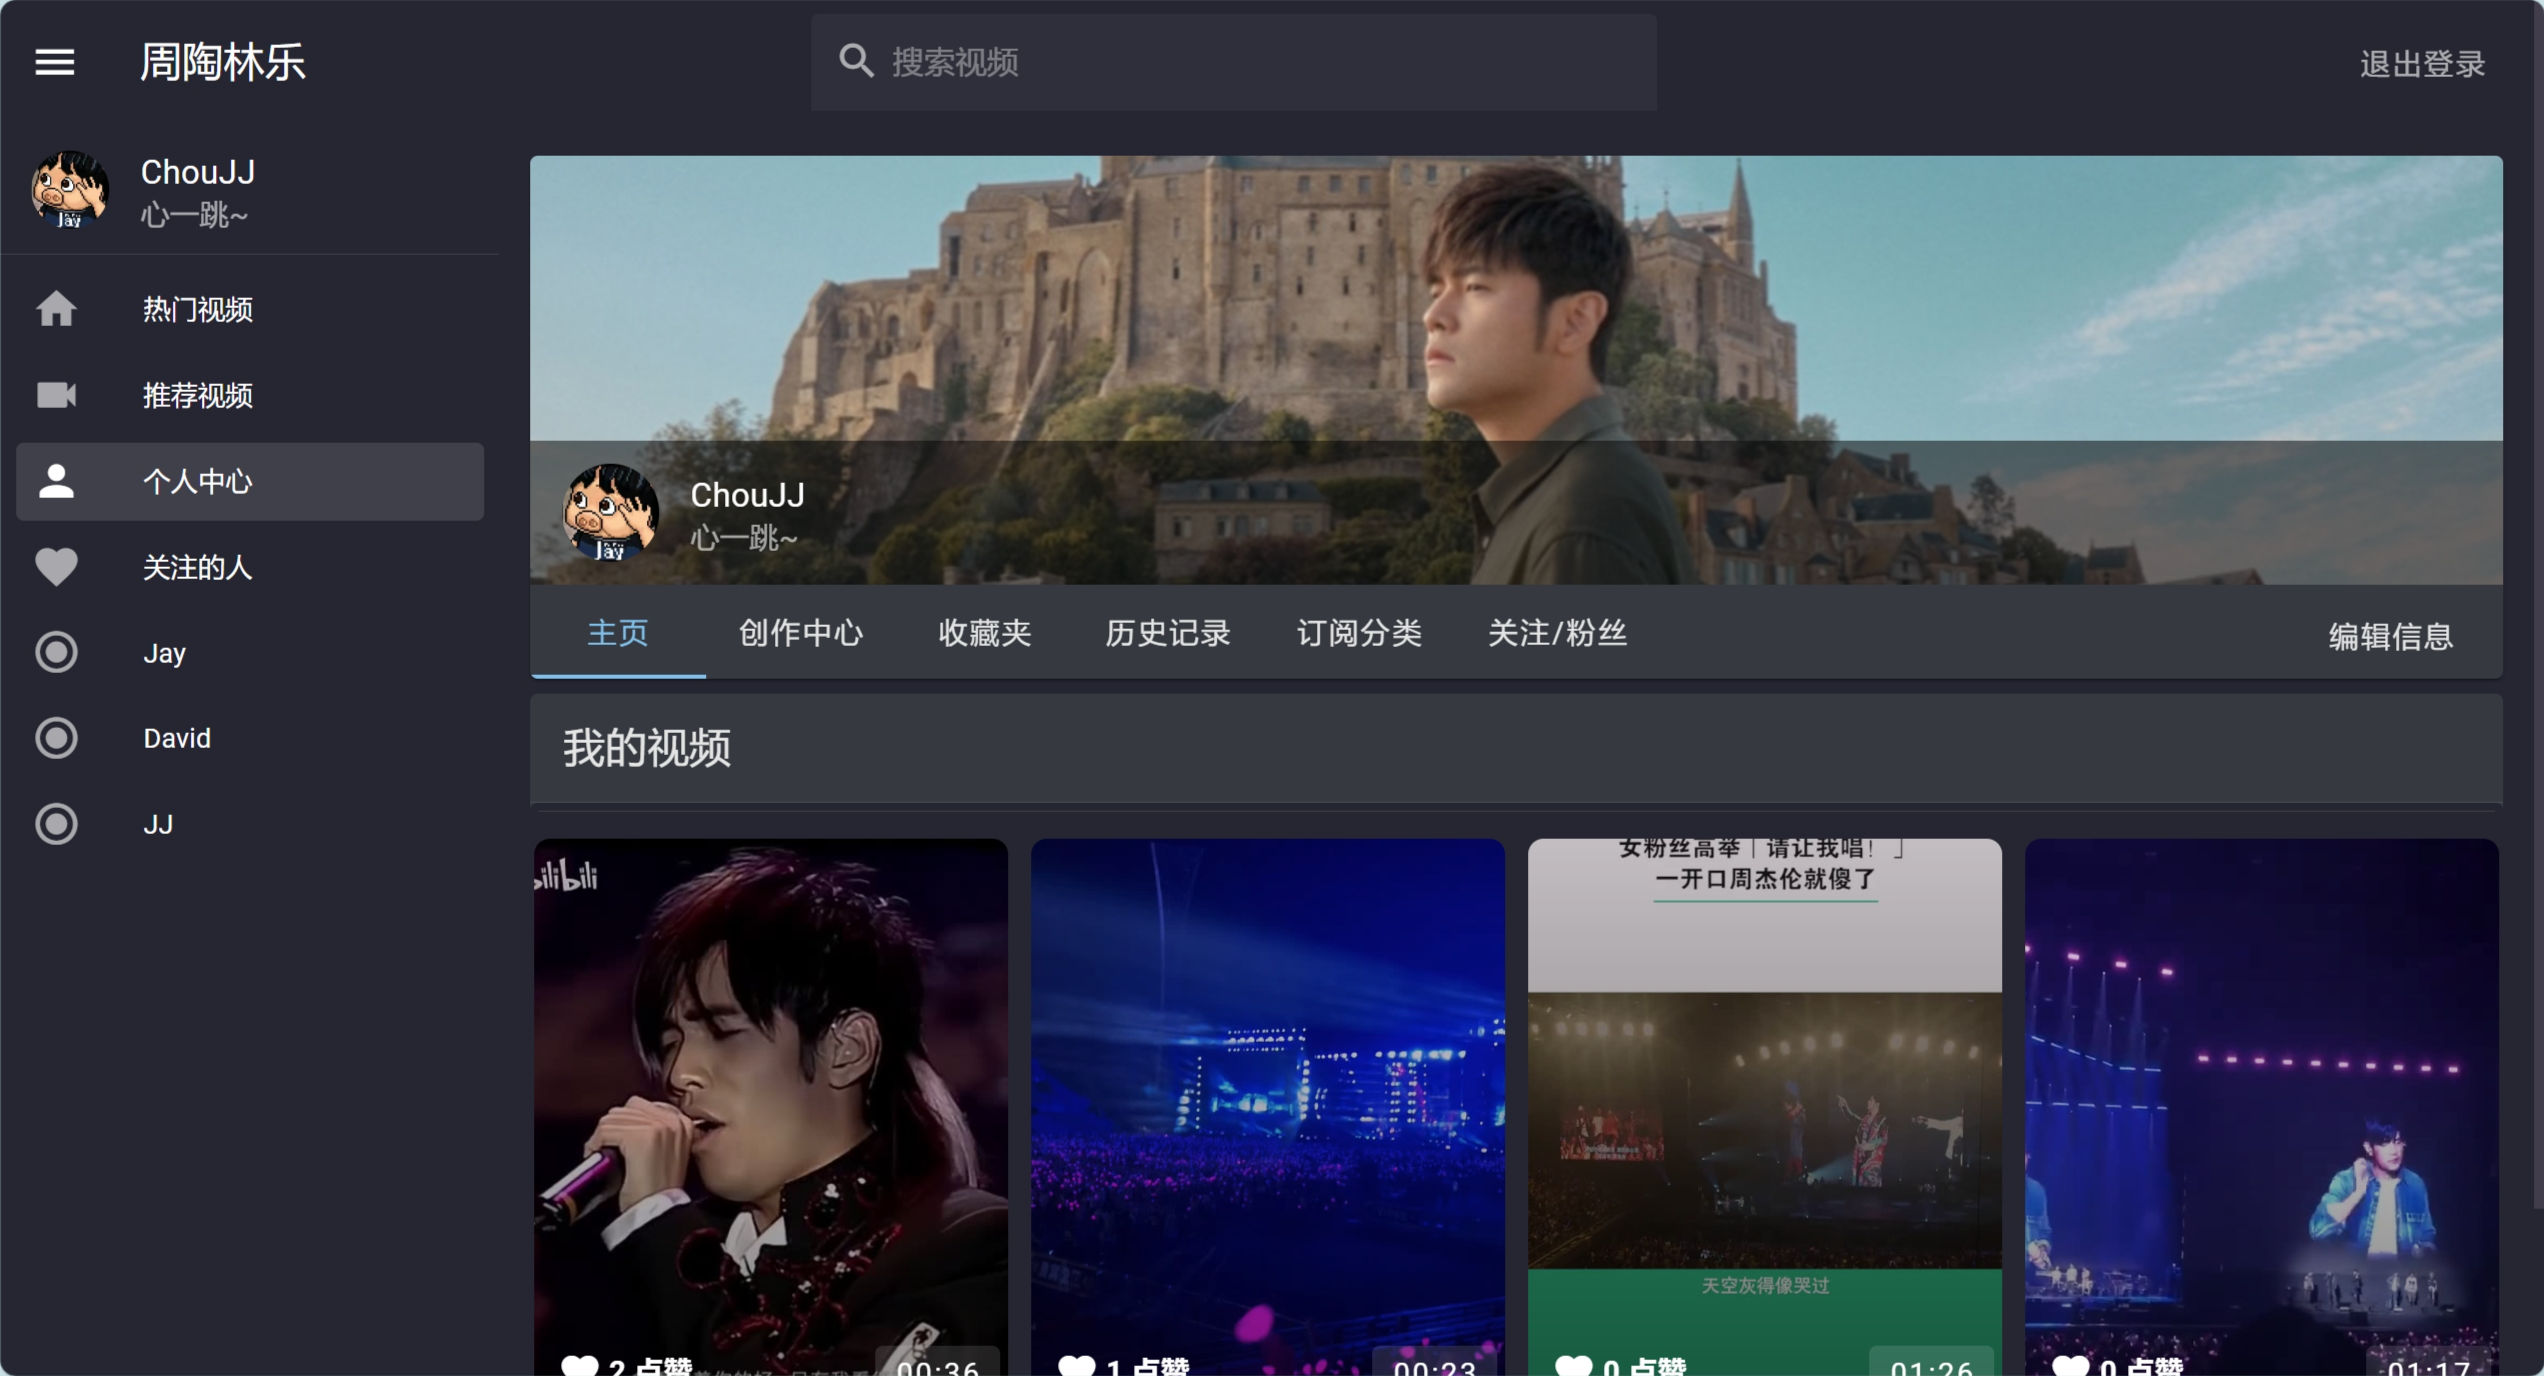 周陶林乐
搜索视频
退出登录
ChouJJ
心一跳~
Jay
热门视频
推荐视频
个人中心
关注的人
Jay
David
JJ
ChouJJ
心一跳~
Jay
主页
创作中心
收藏夹
历史记录
订阅分类
关注/粉丝
编辑信息
我的视频
bilibili
2 点赞
00:36
1 点赞
00:23
女粉丝高举「请让我唱！」
一开口周杰伦就傻了
天空灰得像哭过
0 点赞
01:26
0 点赞
01:17